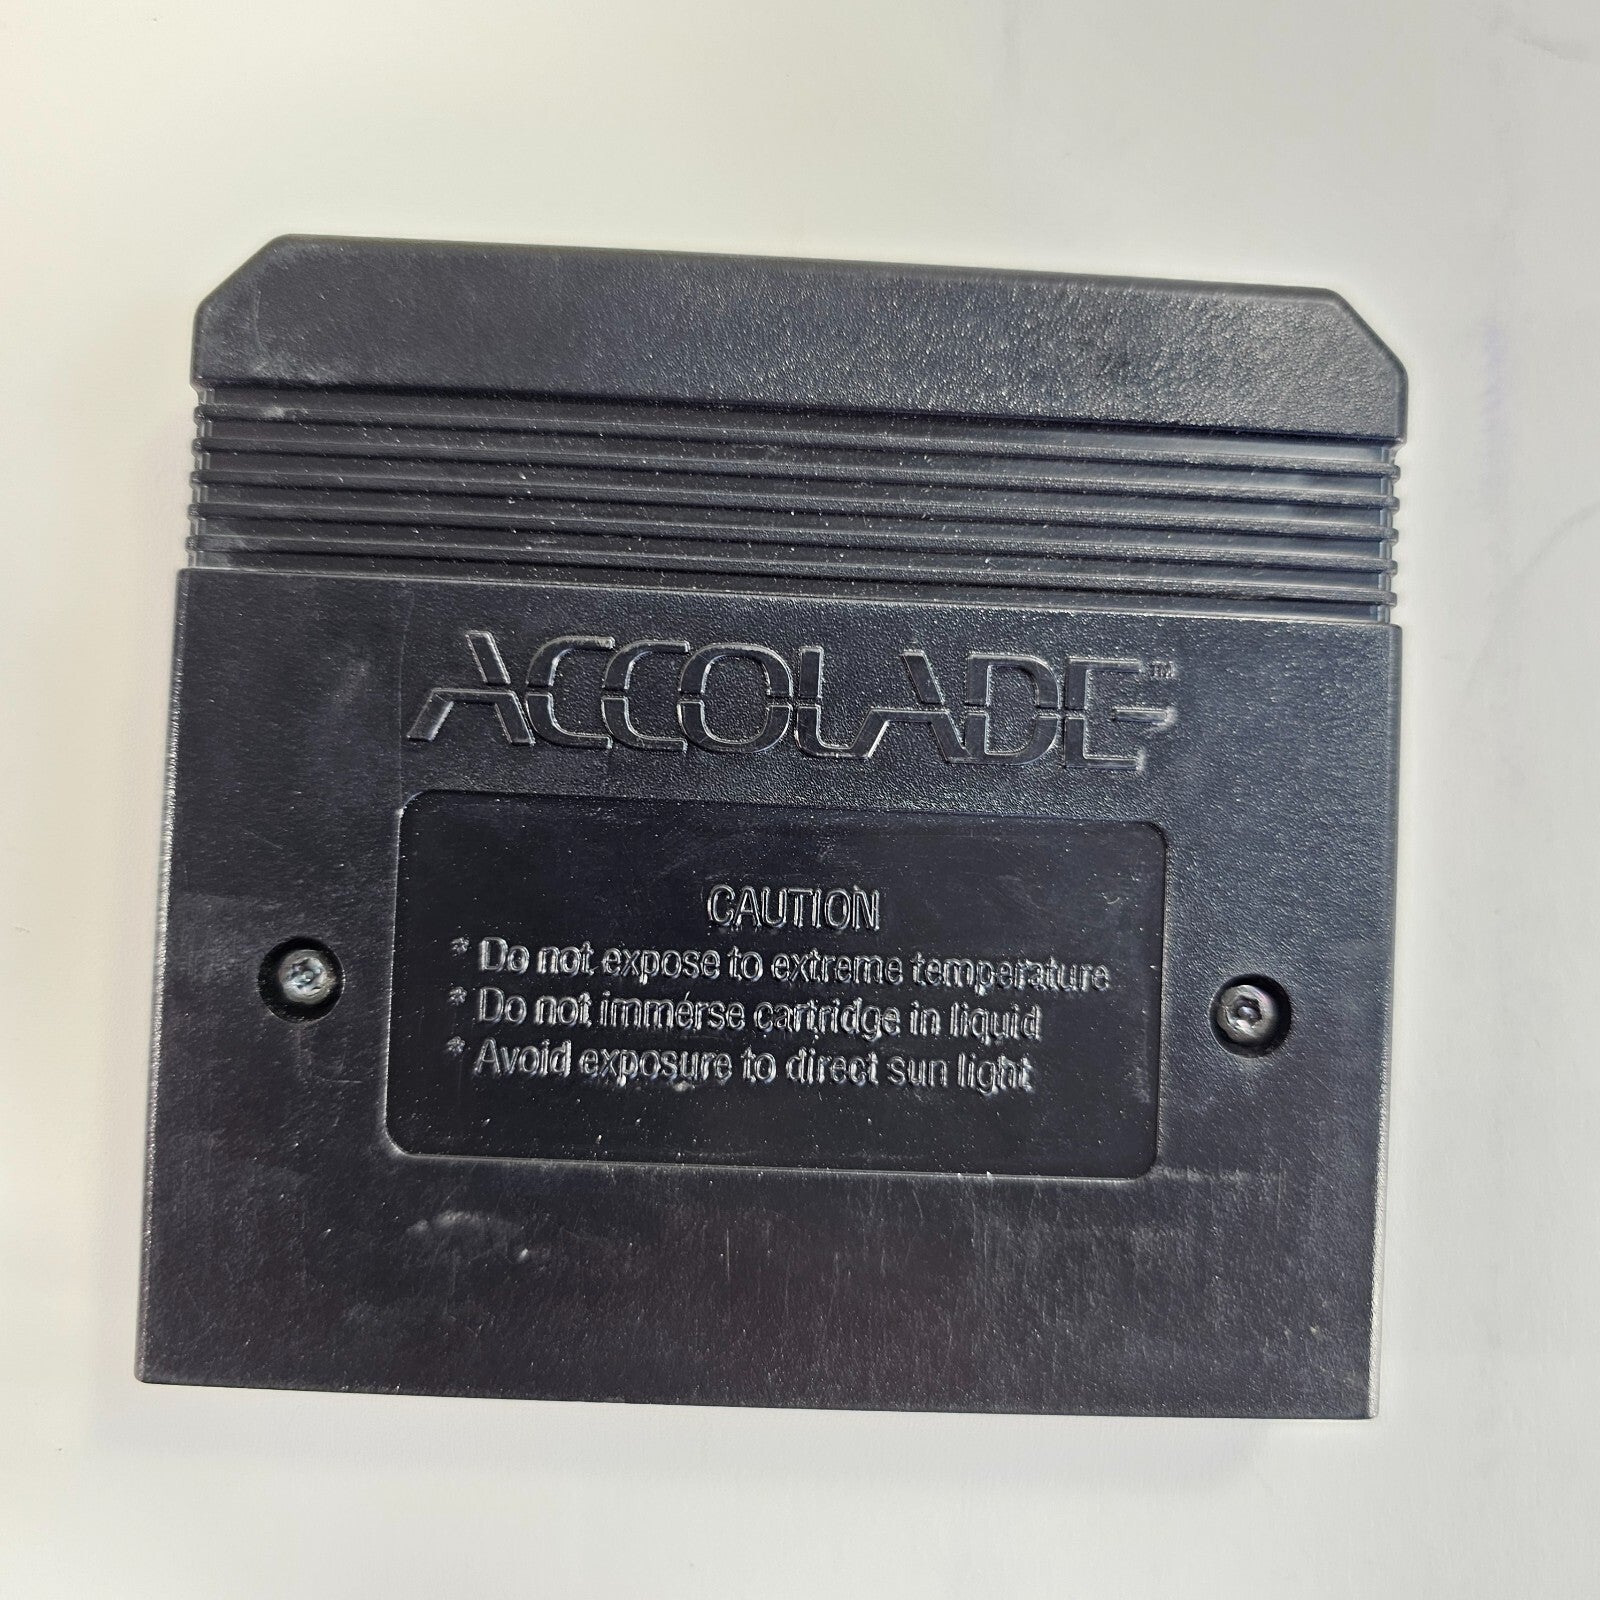 ACCOLADE™
CAUTION
* Do not expose to extreme temperature
* Do not immerse cartridge in liquid
* Avoid exposure to direct sun light